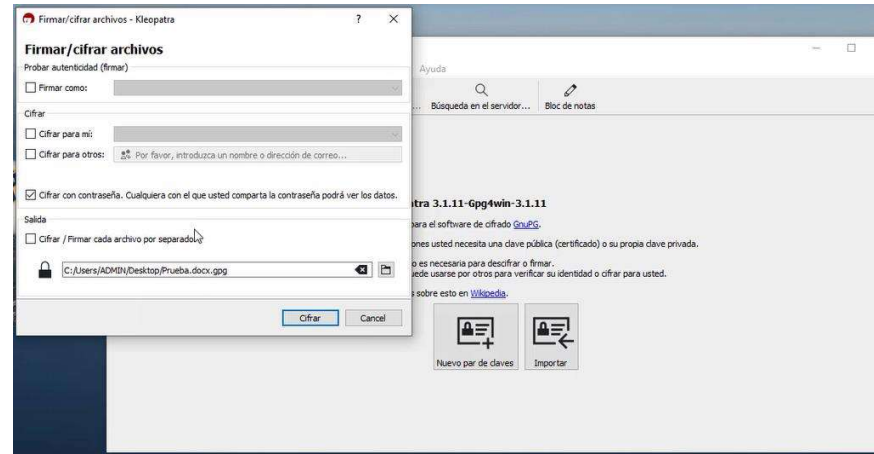 Firmar/cifrar archivos - Kleopatra
?
Firmar/cifrar archivos
Probar autenticidad (firmar)
Firmar como:
Cifrar
Cifrar para mí:
Cifrar para otros:
Por favor, introduzca un nombre o dirección de correo...
Cifrar con contraseña. Cualquiera con el que usted comparta la contraseña podrá ver los datos.
Salida
Cifrar / Firmar cada archivo por separado.
C:/Users/ADMIN/Desktop/Prueba.docx.gpg
Cifrar
Cancel
Ayuda
... Búsqueda en el servidor...
Bloc de notas
tra 3.1.11-Gpg4win-3.1.11
para el software de cifrado GnuPG.
ones usted necesita una clave pública (certificado) o su propia clave privada.
o es necesaria para descifrar o firmar.
uede usarse por otros para verificar su identidad o cifrar para usted.
s sobre esto en Wikipedia.
Nuevo par de claves
Importar